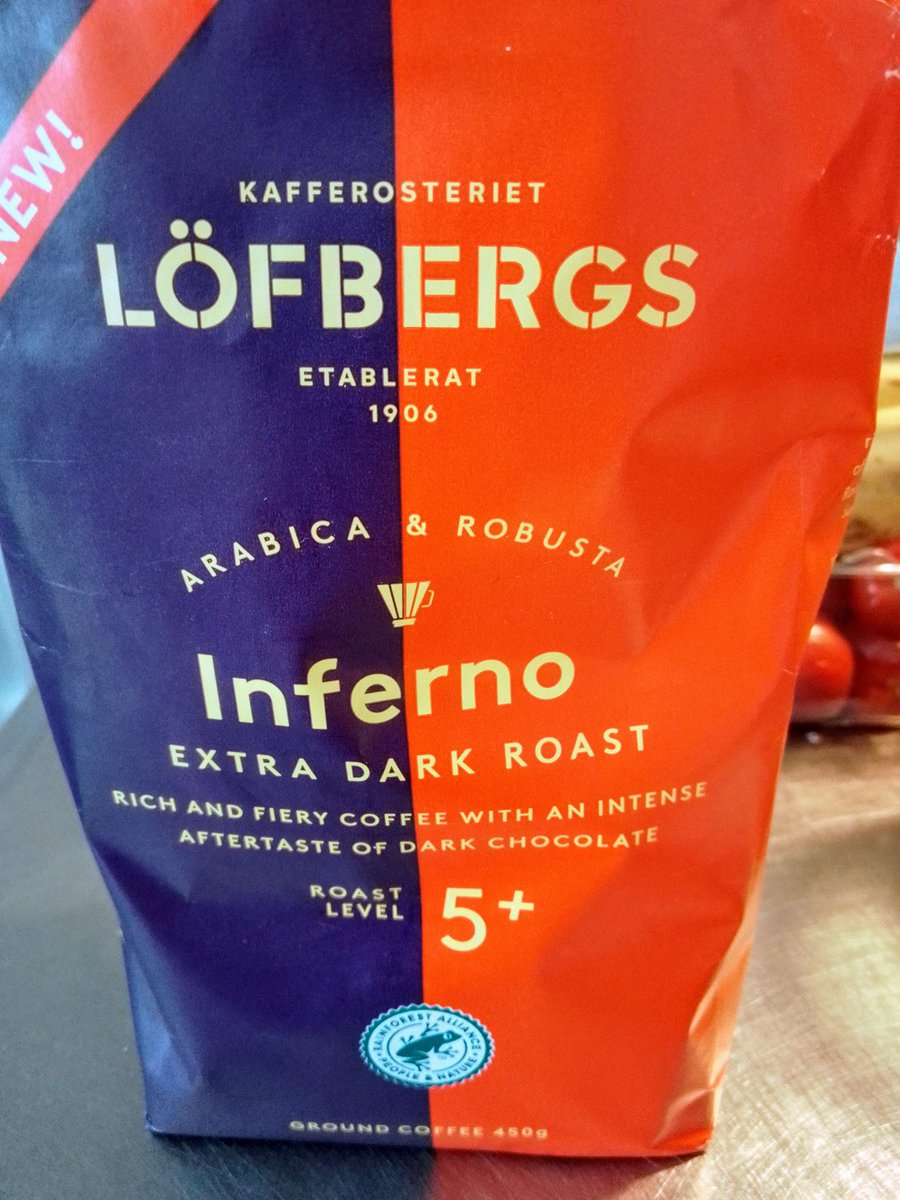 NEW!
KAFFEROSTERIET
LÖFBERGS
ETABLERAT
1906
ARABICA & ROBUSTA
Inferno
EXTRA DARK ROAST
RICH AND FIERY COFFEE WITH AN INTENSE
AFTERTASTE OF DARK CHOCOLATE
ROAST
LEVEL
5+
RAINFOREST ALLIANCE
PEOPLE & NATURE
GROUND COFFEE 450g